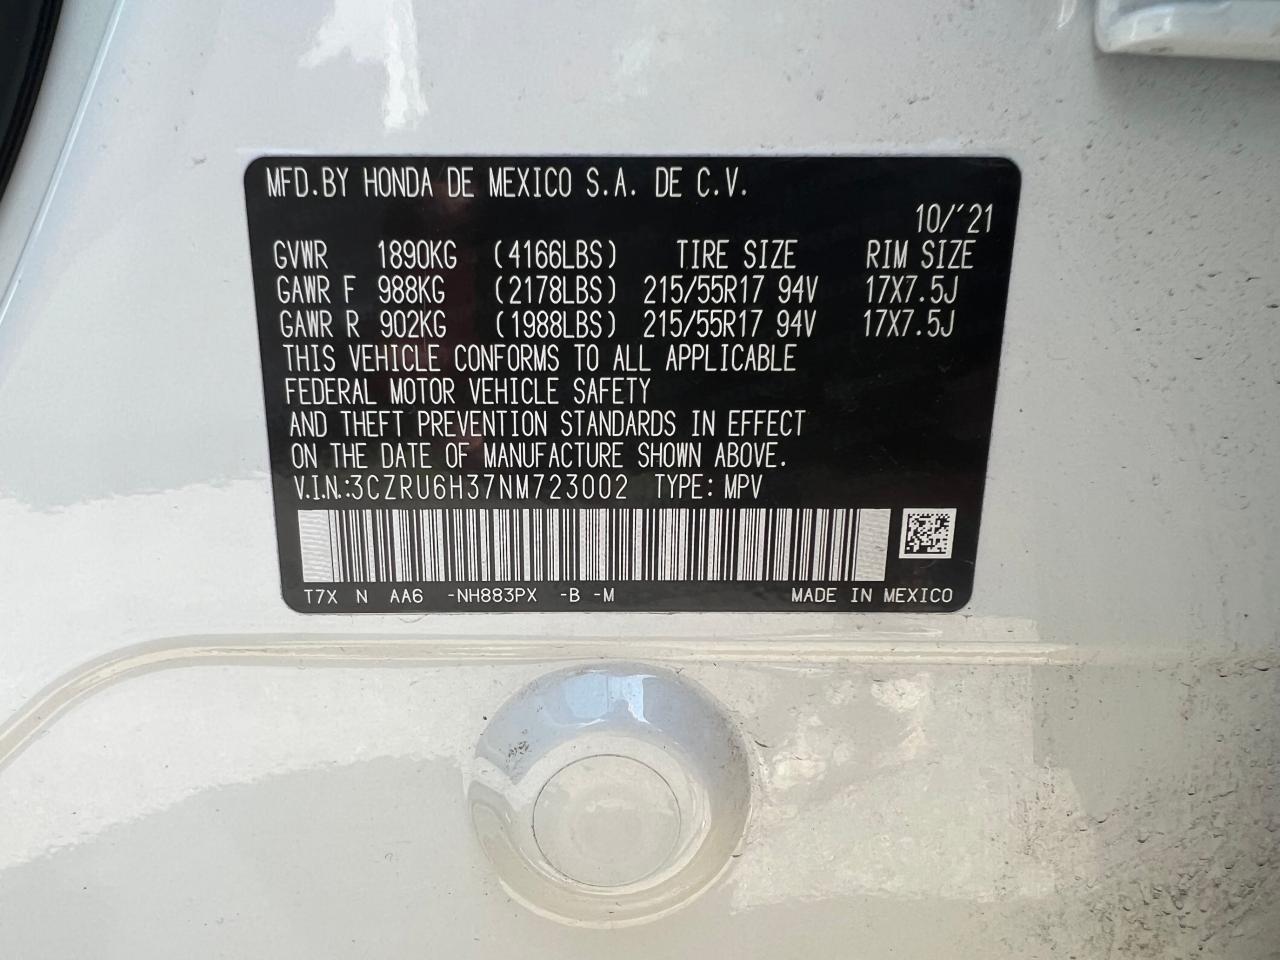 MFD.BY HONDA DE MEXICO S.A. DE C.V.
10/'21
GVWR 1890KG (4166LBS) TIRE SIZE RIM SIZE
GAWR F 988KG (2178LBS) 215/55R17 94V 17X7.5J
GAWR R 902KG (1988LBS) 215/55R17 94V 17X7.5J
THIS VEHICLE CONFORMS TO ALL APPLICABLE
FEDERAL MOTOR VEHICLE SAFETY
AND THEFT PREVENTION STANDARDS IN EFFECT
ON THE DATE OF MANUFACTURE SHOWN ABOVE.
V.I.N.:3CZRU6H37NM723002 TYPE: MPV
T7X N AA6 -NH883PX -B -M MADE IN MEXICO